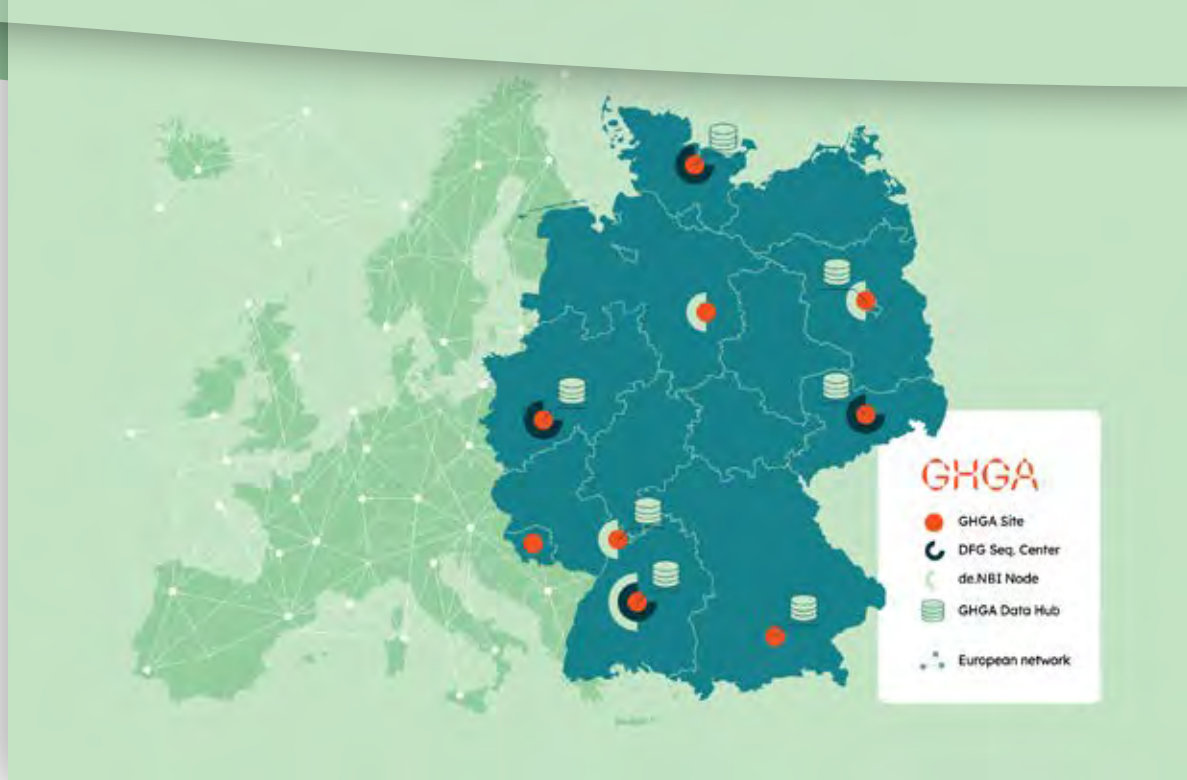 GHGA
GHGA Site
DFG Seq. Center
de.NBI Node
GHGA Data Hub
European network